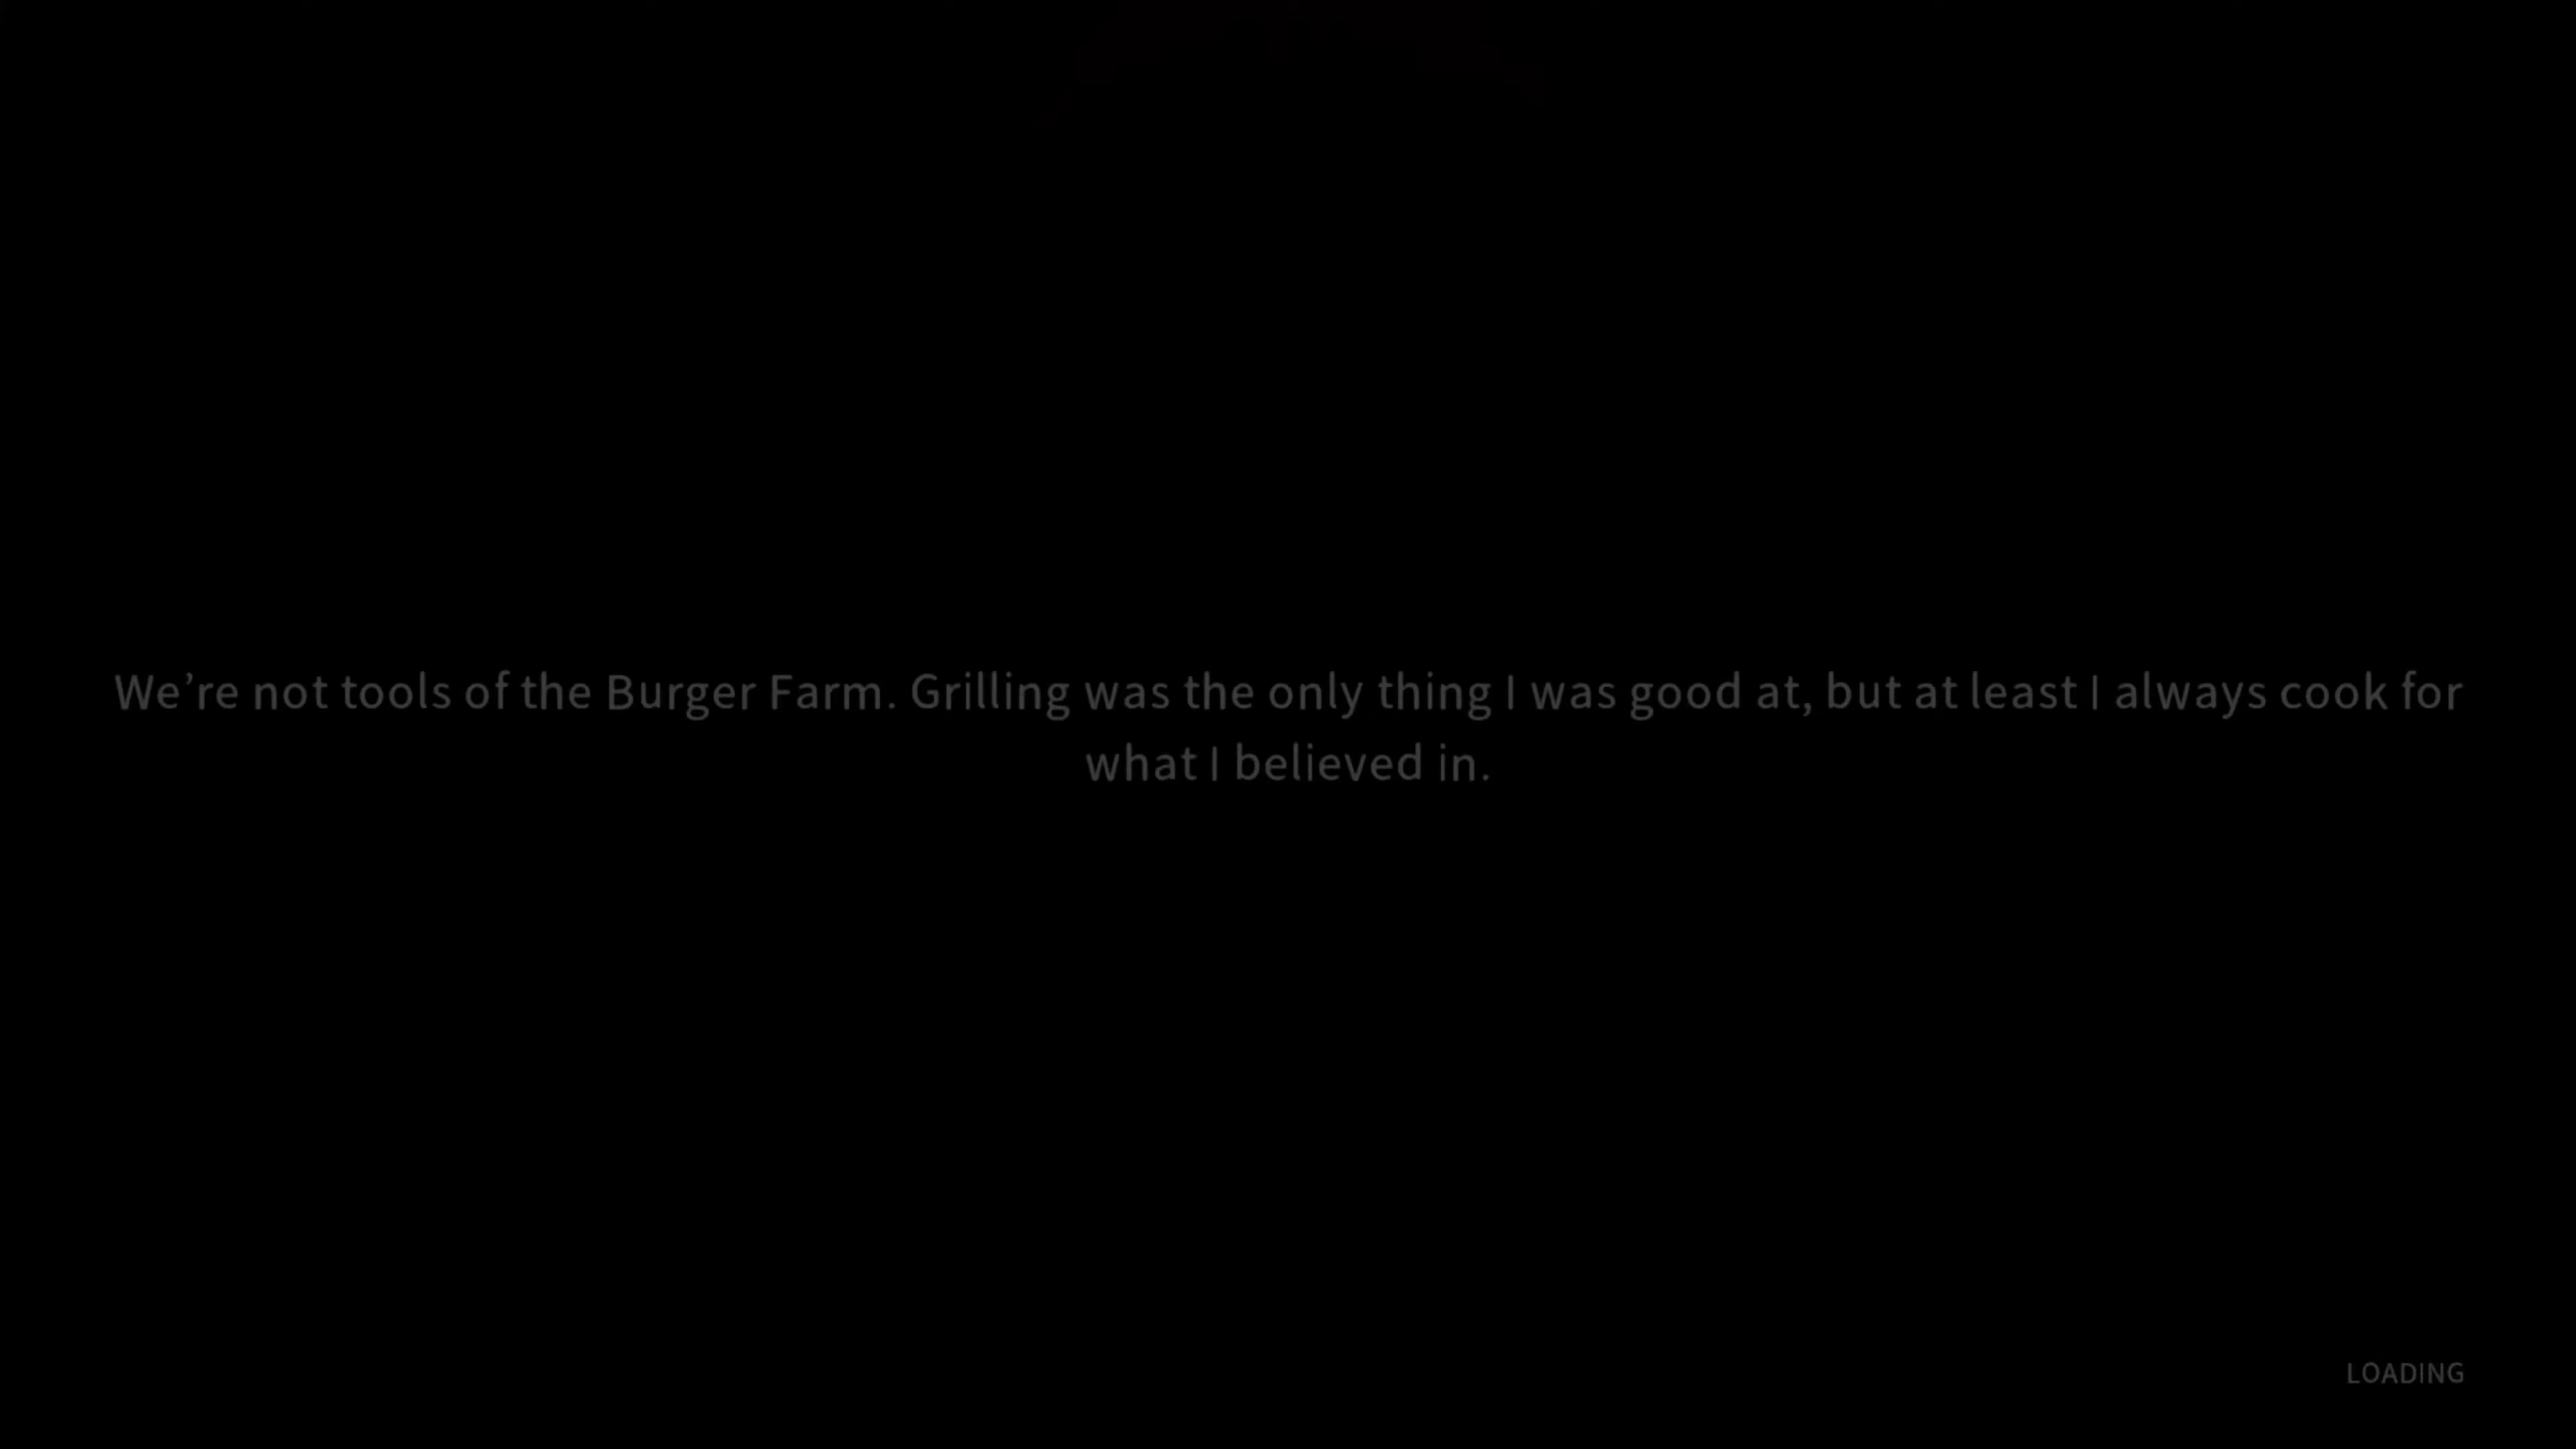 We’re not tools of the Burger Farm. Grilling was the only thing I was good at, but at least I always cook for
what I believed in.
LOADING